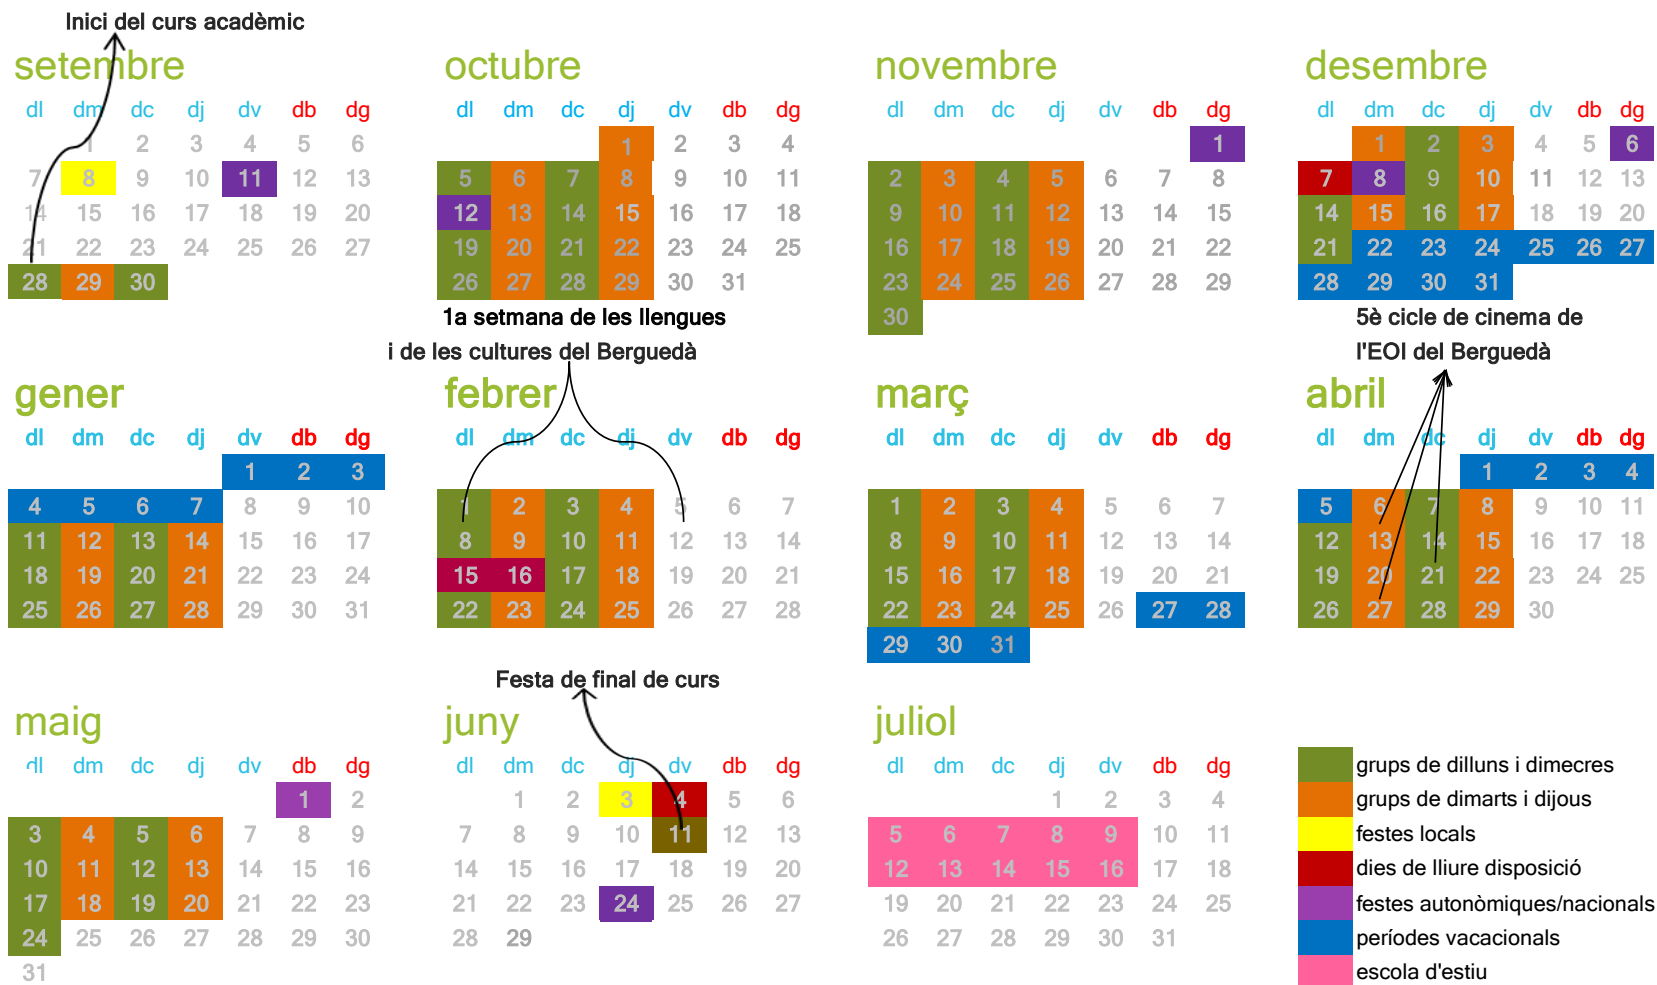 Inici del curs acadèmic
setembre octubre novembre desembre
dl dm dc dj dv db dg dl dm dc dj dv db dg dl dm dc dj dv db dg dl dm dc dj dv db dg
1 2 3 4 5 6 1 2 3 4 1 1 2 3 4 5 6
7 8 9 10 11 12 13 5 6 7 8 9 10 11 2 3 4 5 6 7 8 7 8 9 10 11 12 13
14 15 16 17 18 19 20 12 13 14 15 16 17 18 9 10 11 12 13 14 15 14 15 16 17 18 19 20
21 22 23 24 25 26 27 19 20 21 22 23 24 25 16 17 18 19 20 21 22 21 22 23 24 25 26 27
28 29 30 26 27 28 29 30 31 23 24 25 26 27 28 29 28 29 30 31
1a setmana de les llengues 30 5è cicle de cinema de
i de les cultures del Berguedà l'EOI del Berguedà
gener febrer març abril
dl dm dc dj dv db dg dl dm dc dj dv db dg dl dm dc dj dv db dg dl dm dc dj dv db dg
1 2 3 1 2 3 4
4 5 6 7 8 9 10 1 2 3 4 5 6 7 1 2 3 4 5 6 7 5 6 7 8 9 10 11
11 12 13 14 15 16 17 8 9 10 11 12 13 14 8 9 10 11 12 13 14 12 13 14 15 16 17 18
18 19 20 21 22 23 24 15 16 17 18 19 20 21 15 16 17 18 19 20 21 19 20 21 22 23 24 25
25 26 27 28 29 30 31 22 23 24 25 26 27 28 22 23 24 25 26 27 28 26 27 28 29 30
29 30 31
Festa de final de curs
maig juny juliol
dl dm dc dj dv db dg dl dm dc dj dv db dg dl dm dc dj dv db dg grups de dilluns i dimecres
1 2 1 2 3 4 5 6 1 2 3 4 grups de dimarts i dijous
3 4 5 6 7 8 9 7 8 9 10 11 12 13 5 6 7 8 9 10 11 festes locals
10 11 12 13 14 15 16 14 15 16 17 18 19 20 12 13 14 15 16 17 18 dies de lliure disposició
17 18 19 20 21 22 23 21 22 23 24 25 26 27 19 20 21 22 23 24 25 festes autonòmiques/nacionals
24 25 26 27 28 29 30 28 29 26 27 28 29 30 31 períodes vacacionals
31 escola d'estiu